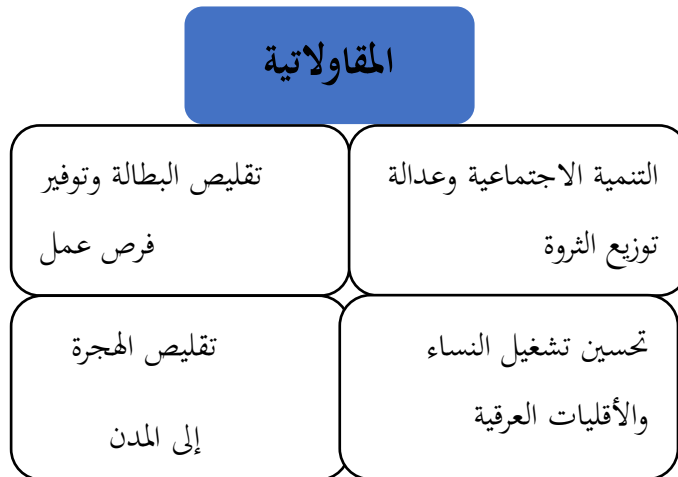 المقاولاتية
التنمية الاجتماعية وعدالة
توزيع الثروة
تقليص البطالة وتوفير
فرص عمل
تحسين تشغيل النساء
والأقليات العرقية
تقليص الهجرة
إلى المدن